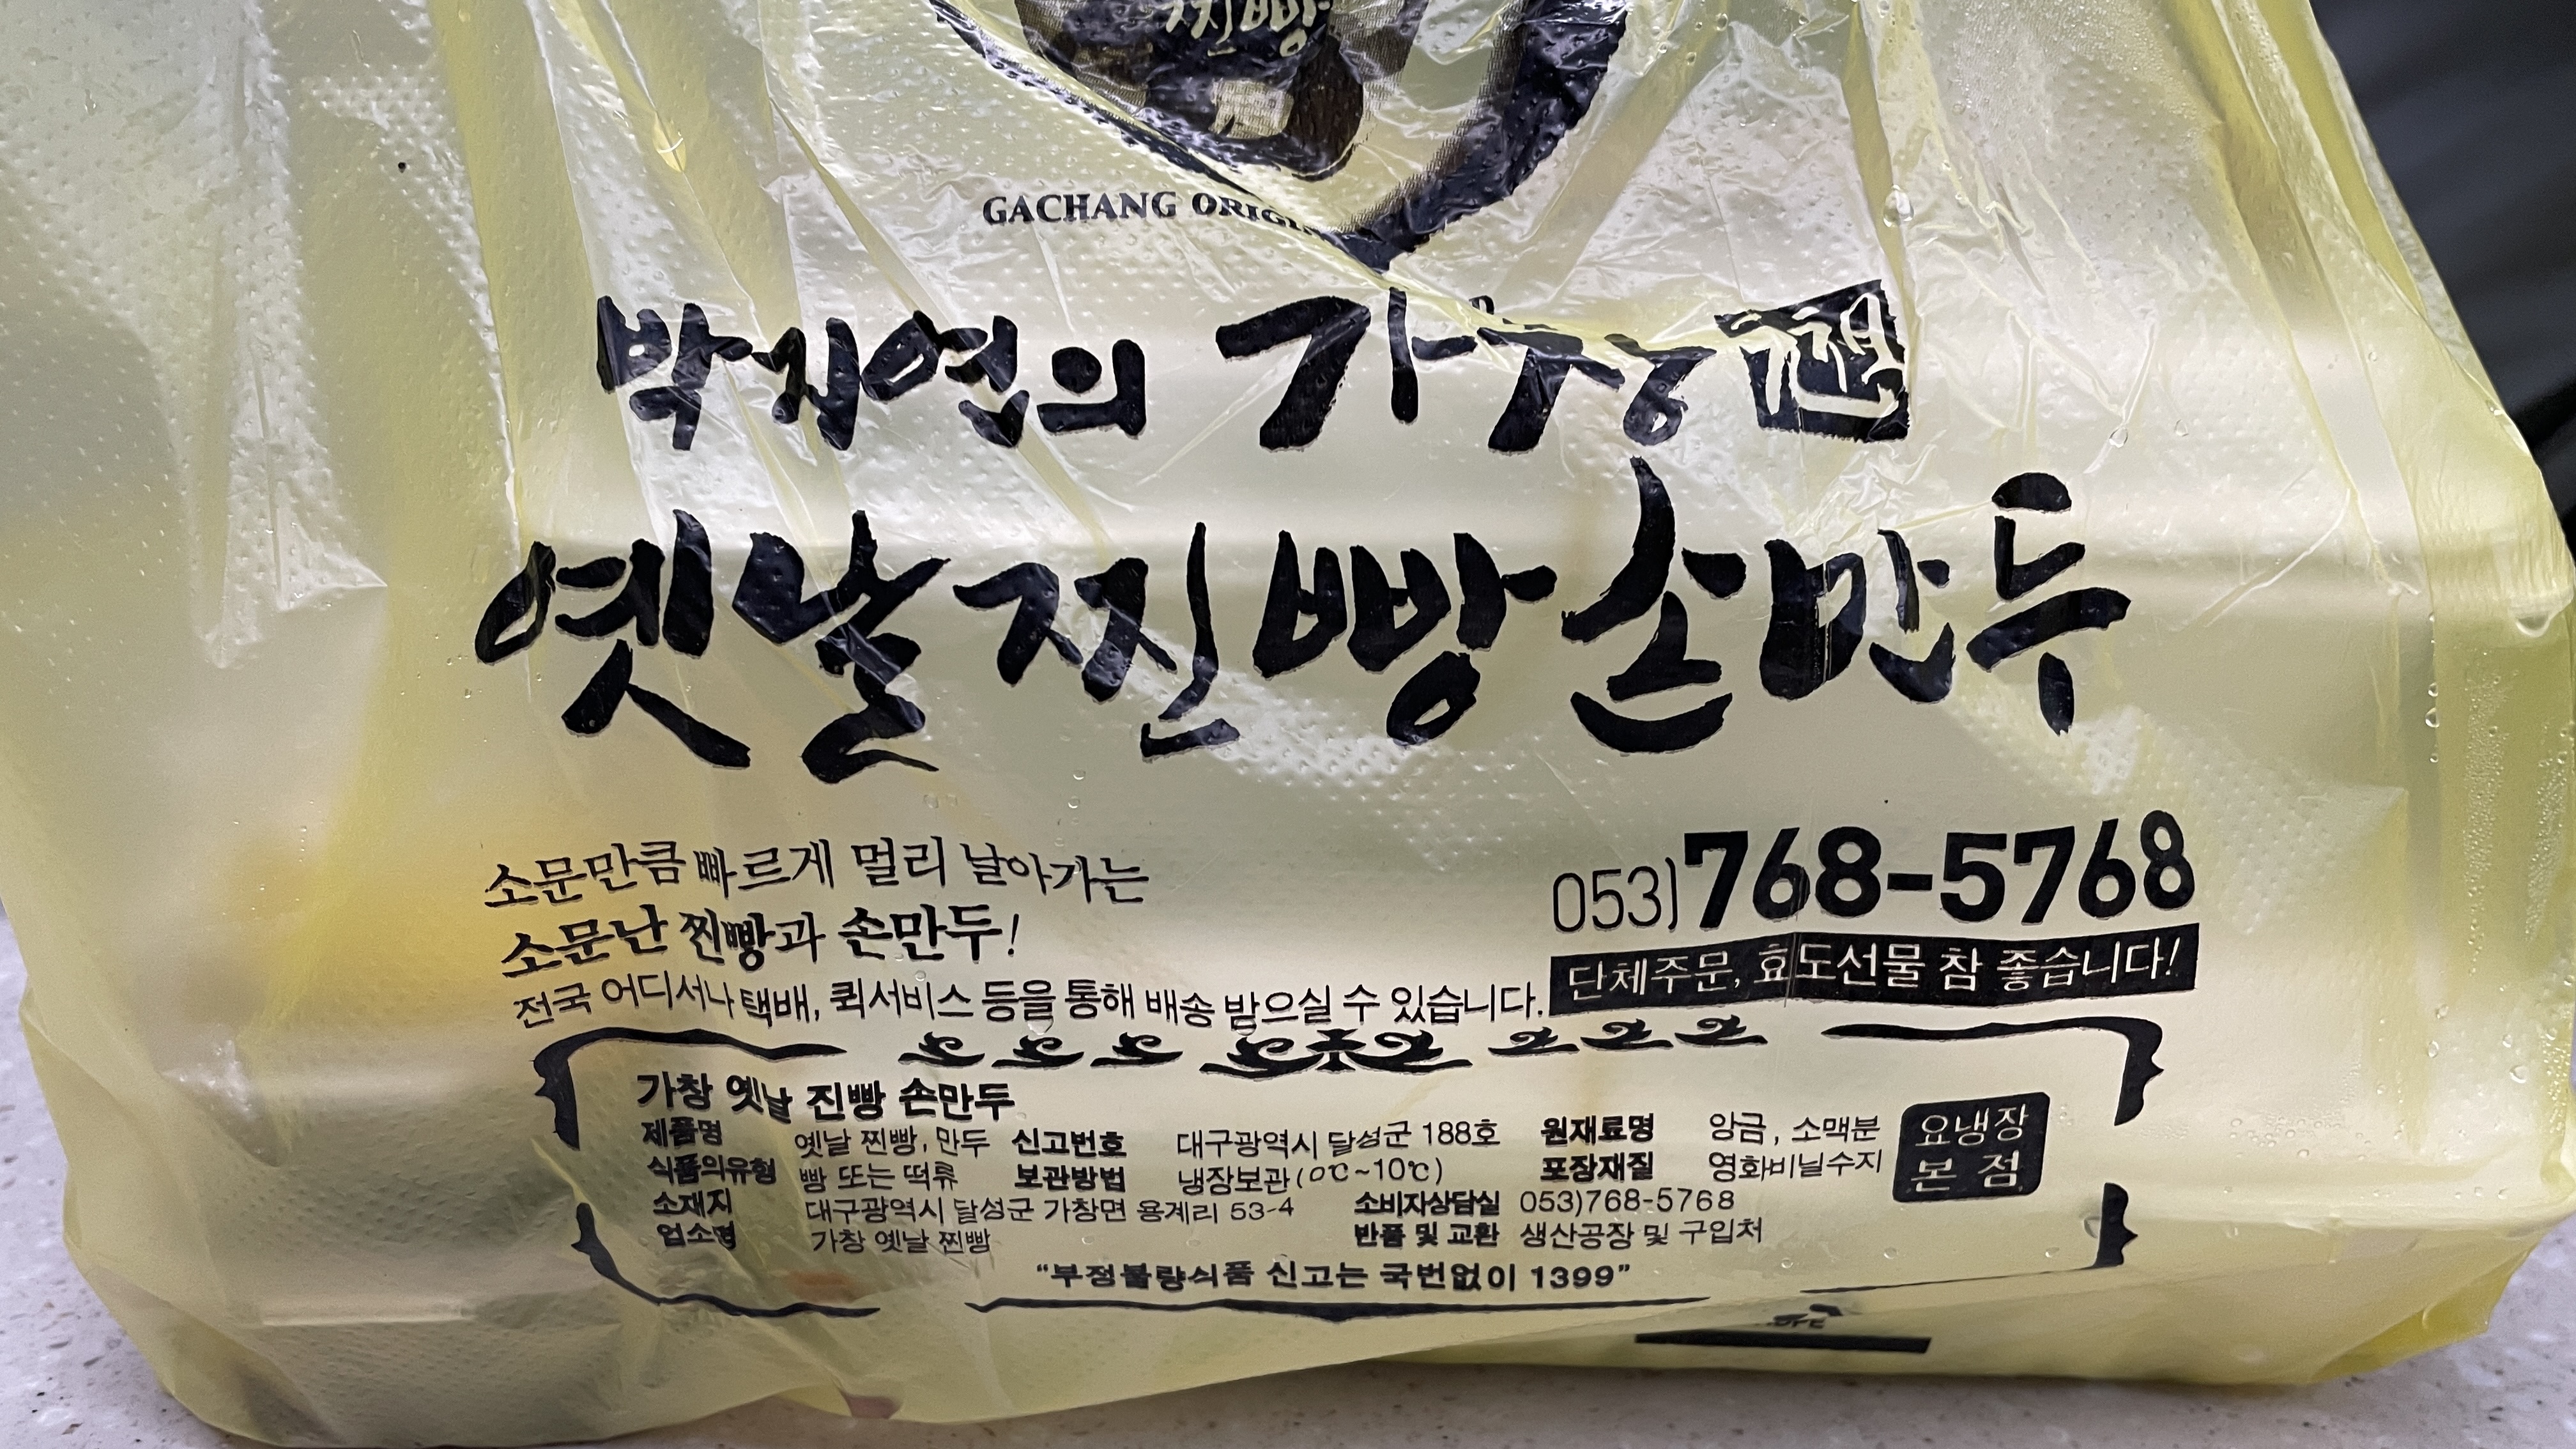 찐빵
GACHANG ORIGIN
박지연의 가창
옛날찐빵손만두
소문만큼 빠르게 멀리 날아가는
소문난 찐빵과 손만두!
전국 어디서나 택배, 퀵서비스 등을 통해 배송 받으실 수 있습니다.
053)768-5768
단체주문, 효도선물 참 좋습니다!
가창 옛날 진빵 손만두
제품명 옛날 찐빵, 만두 신고번호 대구광역시 달성군 188호 원재료명 앙금, 소맥분
식품의유형 빵 또는 떡류 보관방법 냉장보관(0℃~10℃) 포장재질 영화비닐수지
요냉장
본 점
소재지 대구광역시 달성군 가창면 용계리 53-4 소비자상담실 053)768-5768
업소명 가창 옛날 찐빵 반품 및 교환 생산공장 및 구입처
"부정불량식품 신고는 국번없이 1399"